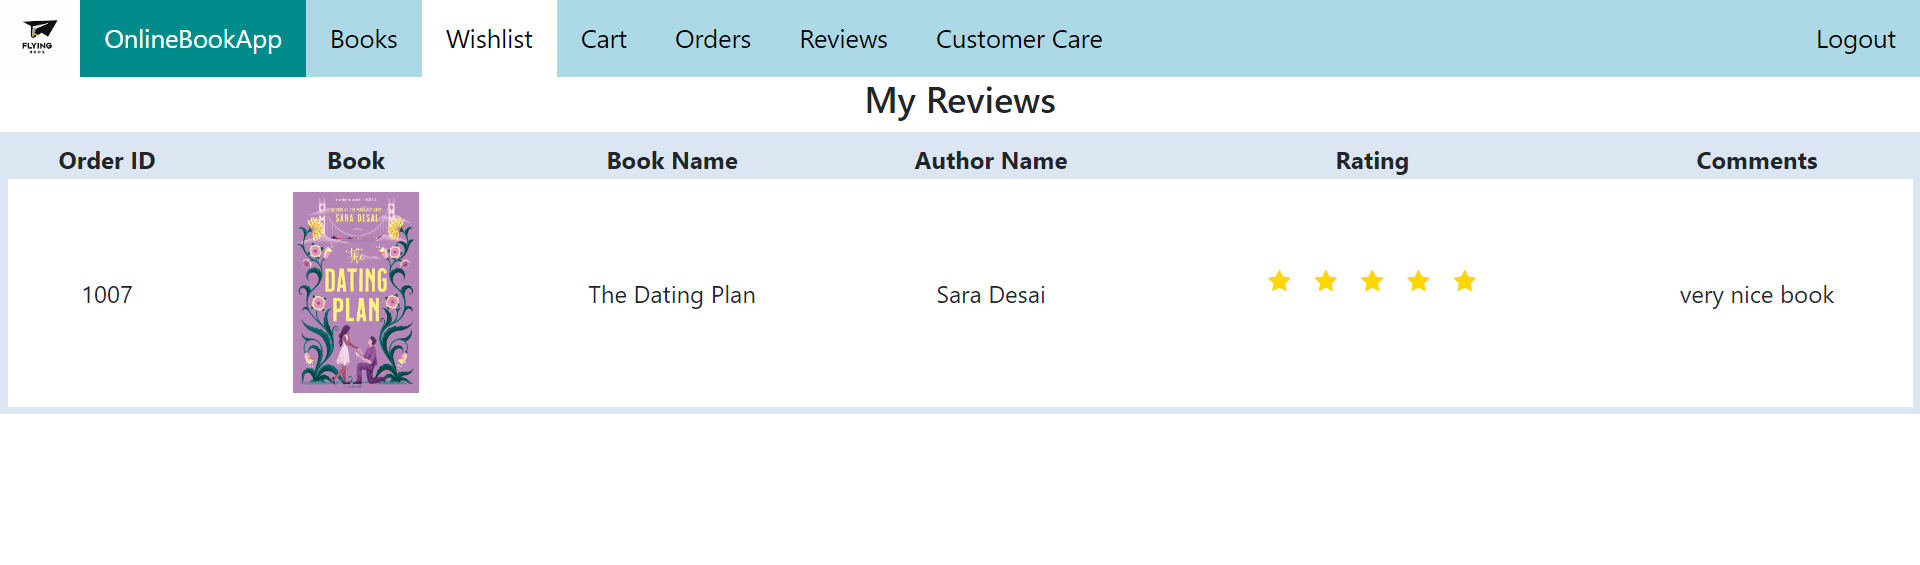 FLYING
BOOK
OnlineBookApp Books Wishlist Cart Orders Reviews Customer Care Logout
My Reviews
Order ID Book Book Name Author Name Rating Comments
SARA DESAI
The
DATING
PLAN
1007 The Dating Plan Sara Desai very nice book